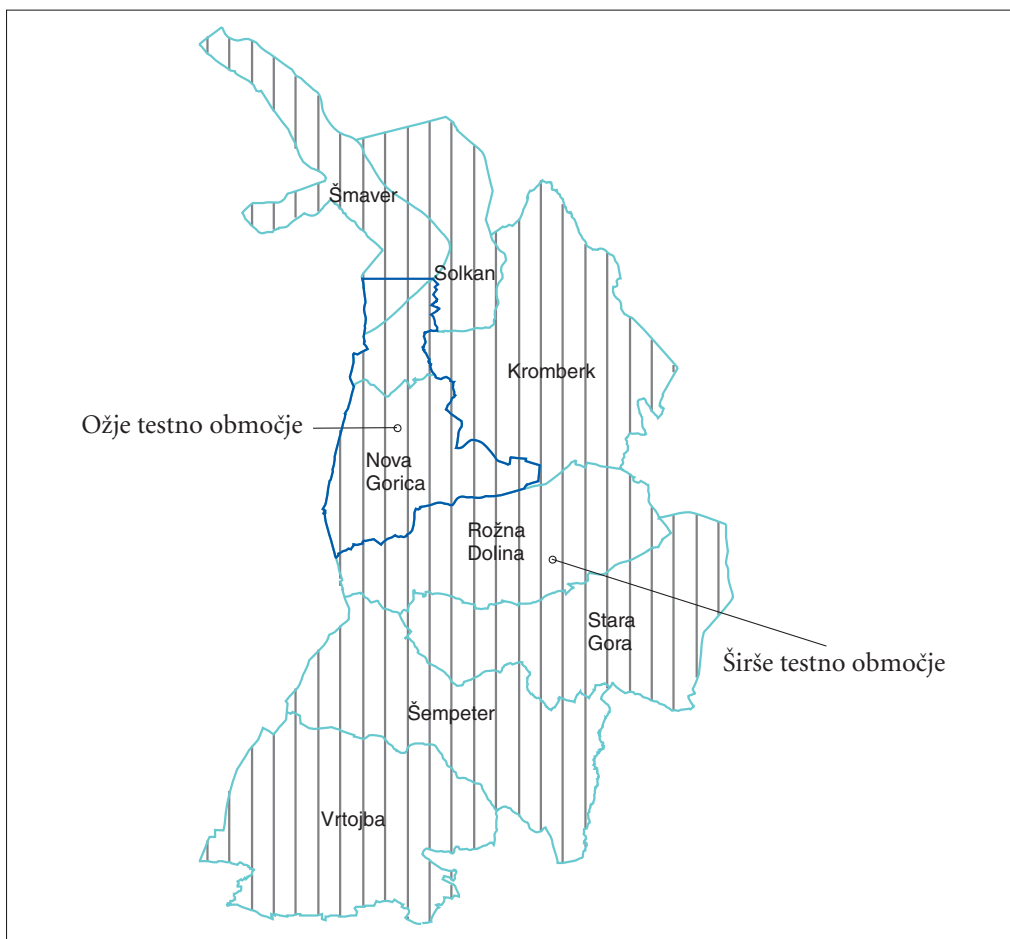 Šmaver
Solkan
Kromberk
Ožje testno območje
Nova
Gorica
Rožna
Dolina
Stara
Gora
Širše testno območje
Šempeter
Vrtojba